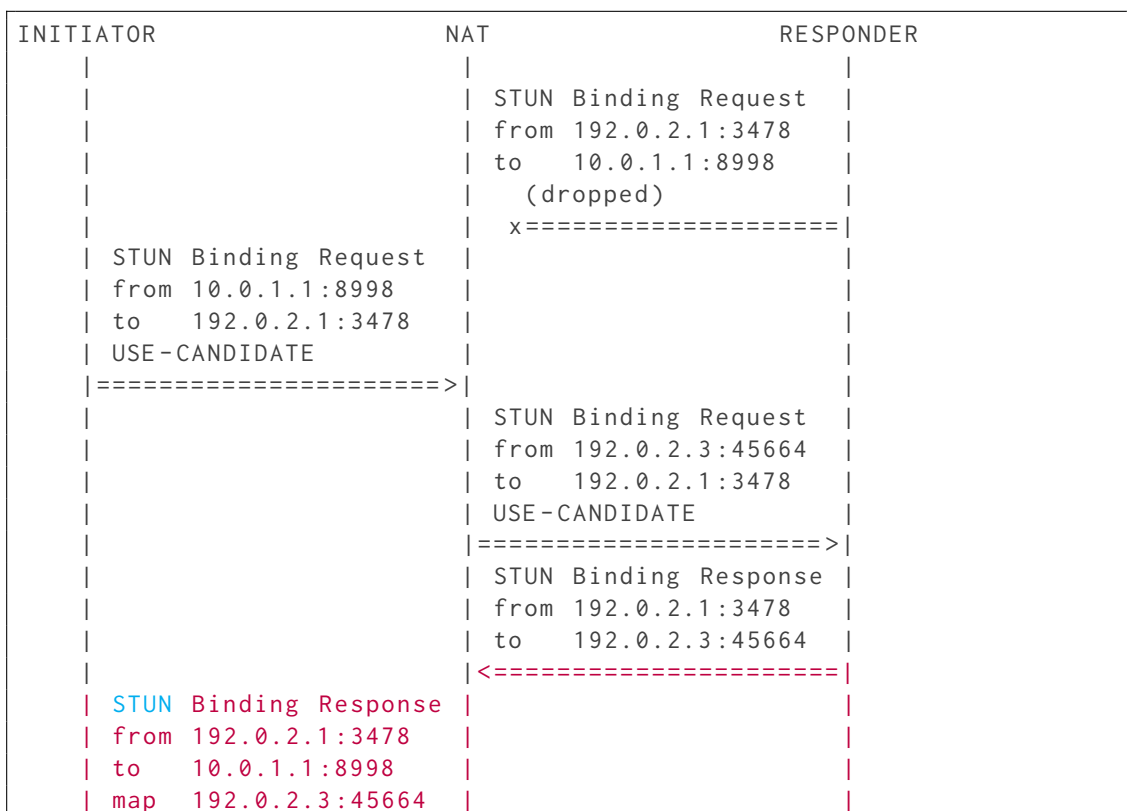 INITIATOR                  NAT                  RESPONDER
    |                       |                        |
    |                       | STUN Binding Request   |
    |                       | from 192.0.2.1:3478    |
    |                       | to   10.0.1.1:8998     |
    |                       |   (dropped)            |
    |                       |  x====================|
    | STUN Binding Request  |                        |
    | from 10.0.1.1:8998    |                        |
    | to   192.0.2.1:3478   |                        |
    | USE-CANDIDATE         |                        |
    |======================>|                        |
    |                       | STUN Binding Request   |
    |                       | from 192.0.2.3:45664   |
    |                       | to   192.0.2.1:3478    |
    |                       | USE-CANDIDATE          |
    |                       |======================>|
    |                       | STUN Binding Response |
    |                       | from 192.0.2.1:3478    |
    |                       | to   192.0.2.3:45664   |
    |                       |<======================|
    | STUN Binding Response |                        |
    | from 192.0.2.1:3478   |                        |
    | to   10.0.1.1:8998    |                        |
    | map  192.0.2.3:45664  |                        |